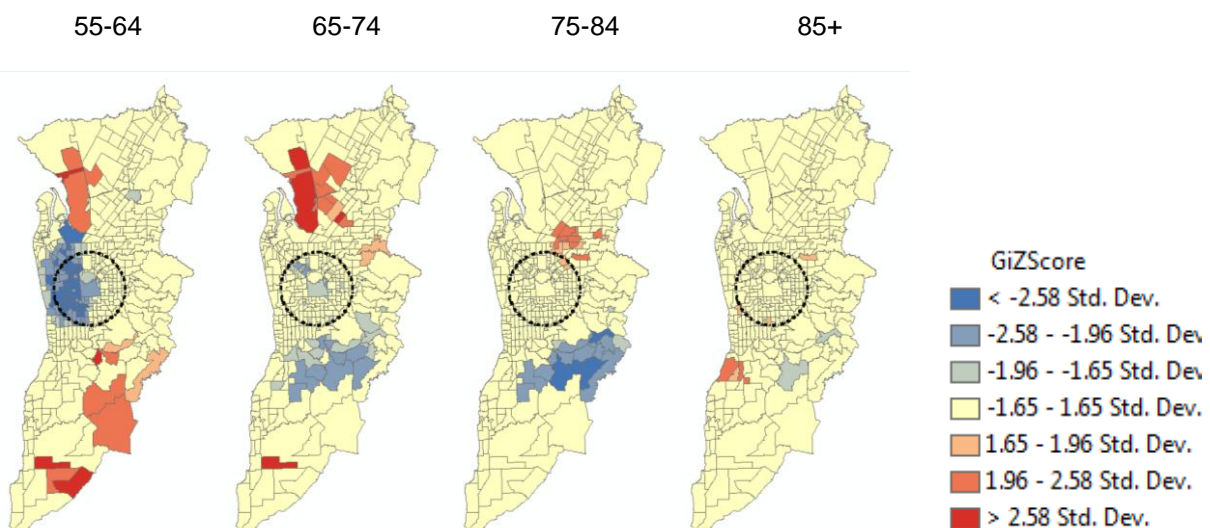 55-64
65-74
75-84
85+
GiZScore
< -2.58 Std. Dev.
-2.58 - -1.96 Std. Dev
-1.96 - -1.65 Std. Dev
-1.65 - 1.65 Std. Dev.
1.65 - 1.96 Std. Dev.
1.96 - 2.58 Std. Dev.
> 2.58 Std. Dev.